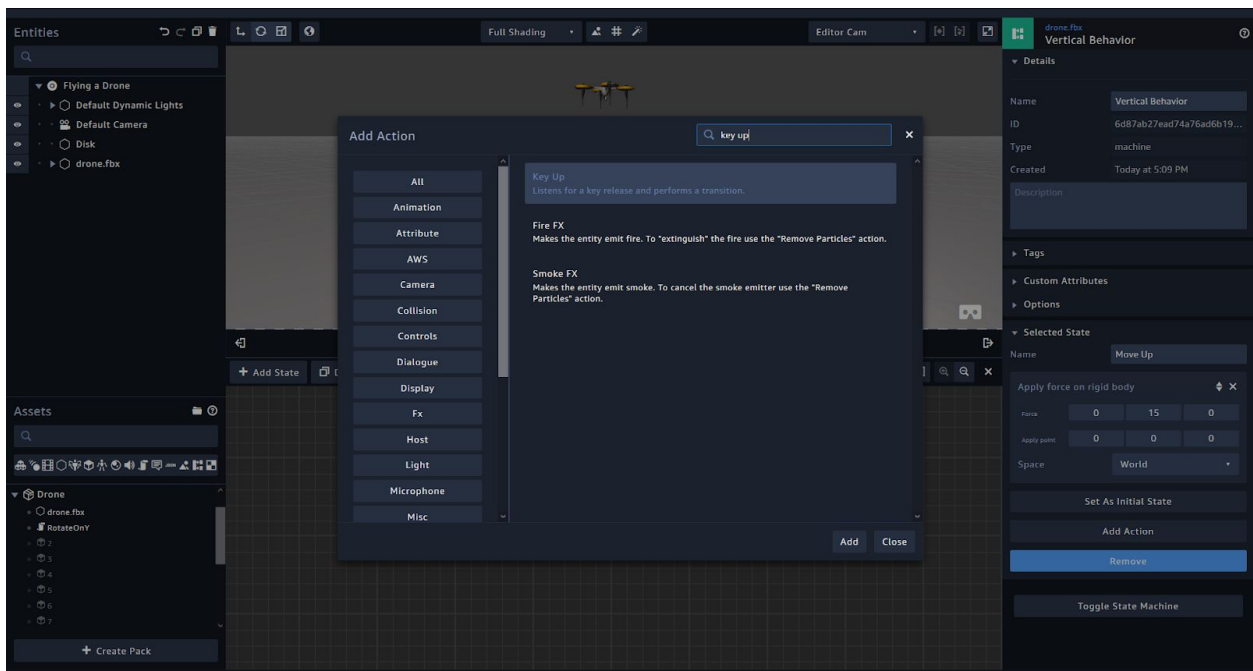 Entities
Full Shading
Editor Cam
drone.fbx
Vertical Behavior
Details
Flying a Drone
Default Dynamic Lights
Default Camera
Disk
drone.fbx
Name
Vertical Behavior
ID
6d87ab27ead74a76ad6b19...
Type
machine
Created
Today at 5:09 PM
Description
Tags
Custom Attributes
Options
Selected State
Name
Move Up
Apply force on rigid body
Force
0
15
0
Apply point
0
0
0
Space
World
Set As Initial State
Add Action
Remove
Toggle State Machine
Add Action
key up
All
Animation
Attribute
AWS
Camera
Collision
Controls
Dialogue
Display
Fx
Host
Light
Microphone
Misc
Key Up
Listens for a key release and performs a transition.
Fire FX
Makes the entity emit fire. To "extinguish" the fire use the "Remove Particles" action.
Smoke FX
Makes the entity emit smoke. To cancel the smoke emitter use the "Remove
Particles" action.
Add
Close
+ Add State
Assets
Drone
drone.fbx
RotateOnY
2
3
4
5
6
7
+ Create Pack